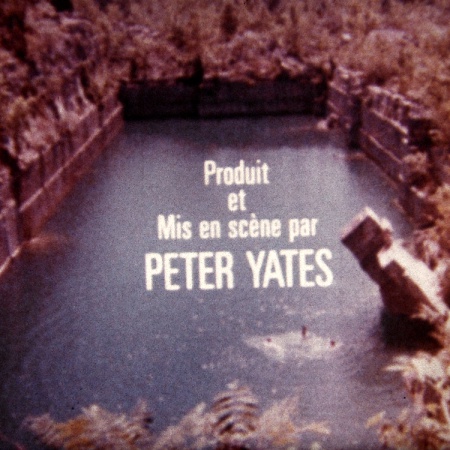 Produit
et
Mis en scène par
PETER YATES